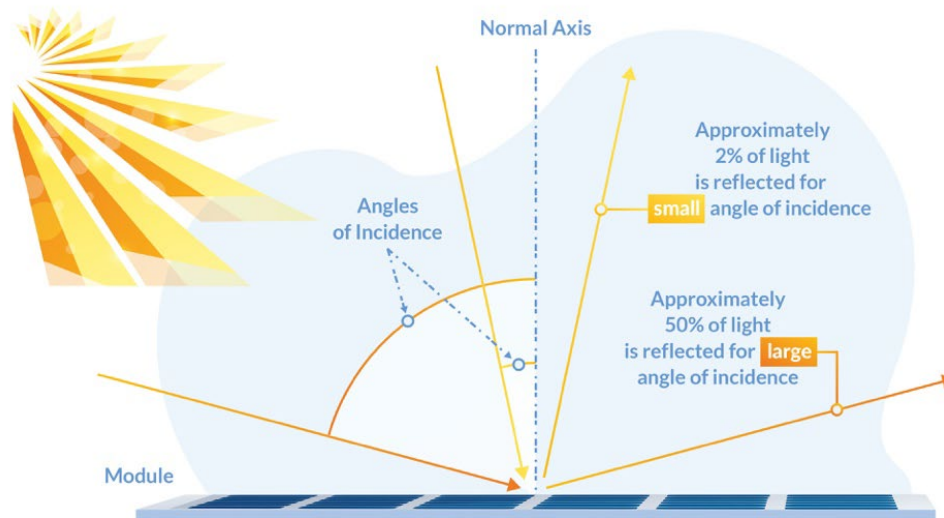 Normal Axis
Approximately
2% of light
is reflected for
small angle of incidence
Angles
of Incidence
Approximately
50% of light
is reflected for large
angle of incidence
Module